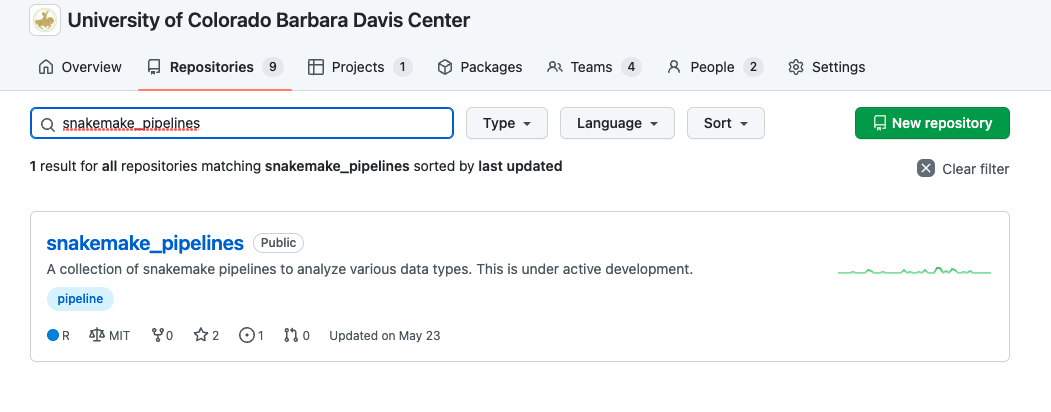 University of Colorado Barbara Davis Center
Overview Repositories 9 Projects 1 Packages Teams 4 People 2 Settings
snakemake_pipelines Type Language Sort New repository
1 result for all repositories matching snakemake_pipelines sorted by last updated Clear filter
snakemake_pipelines Public
A collection of snakemake pipelines to analyze various data types. This is under active development.
pipeline
R MIT 0 2 1 0 Updated on May 23